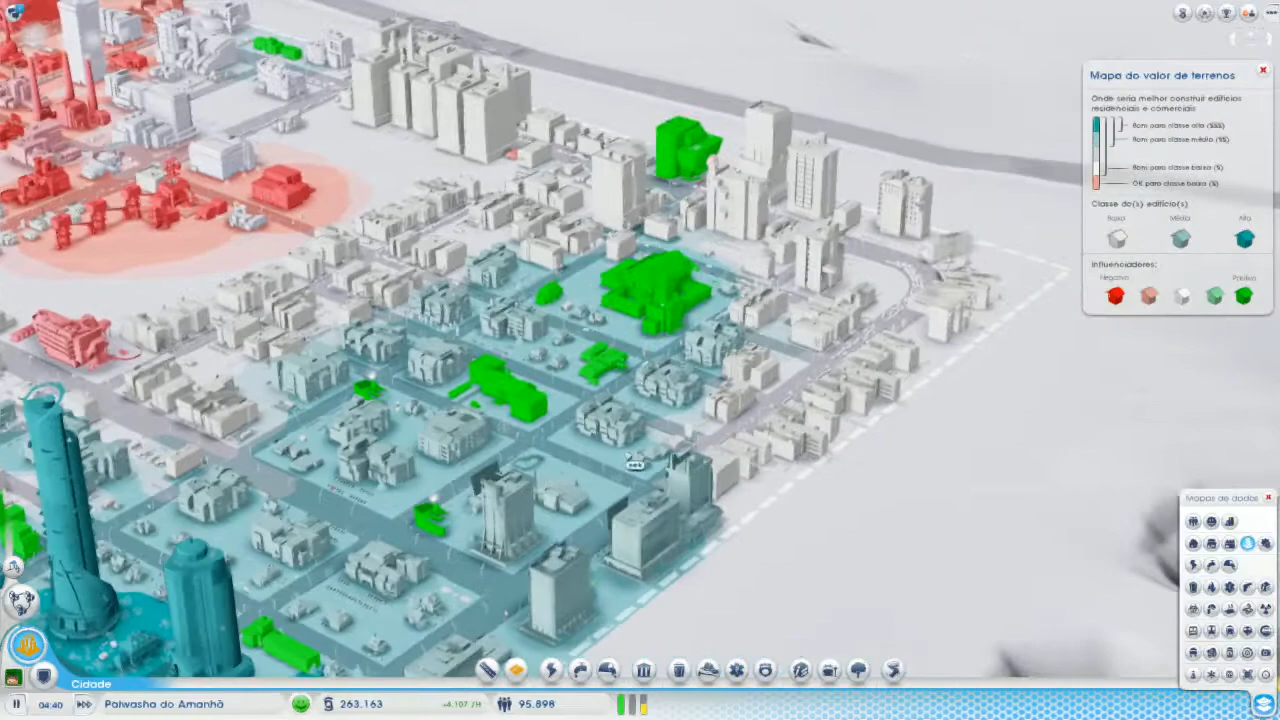 Mapa do valor de terrenos
Onde seria melhor construir edifícios
residenciais e comerciais
Bom para classe alta ($$$)
Bom para classe média ($$)
Bom para classe baixa ($)
OK para classe baixa ($)
Classe do(s) edifício(s)
Baixa Média Alta
Influenciadores:
Negativo Positivo
Mapas de dados
Cidade
04:40 Palwasha do Amanhã 263.163 -4.107 /H 95.898